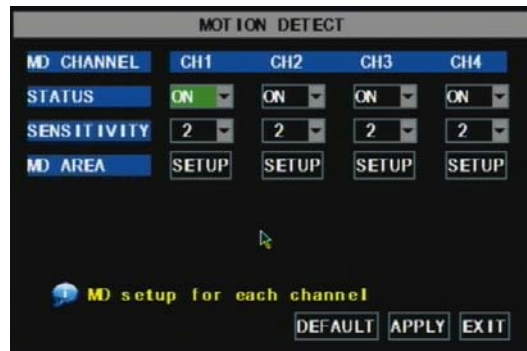 MOTION DETECT
MD CHANNEL CH1 CH2 CH3 CH4
STATUS ON ON ON ON
SENSITIVITY 2 2 2 2
MD AREA SETUP SETUP SETUP SETUP
MD setup for each channel
DEFAULT APPLY EXIT